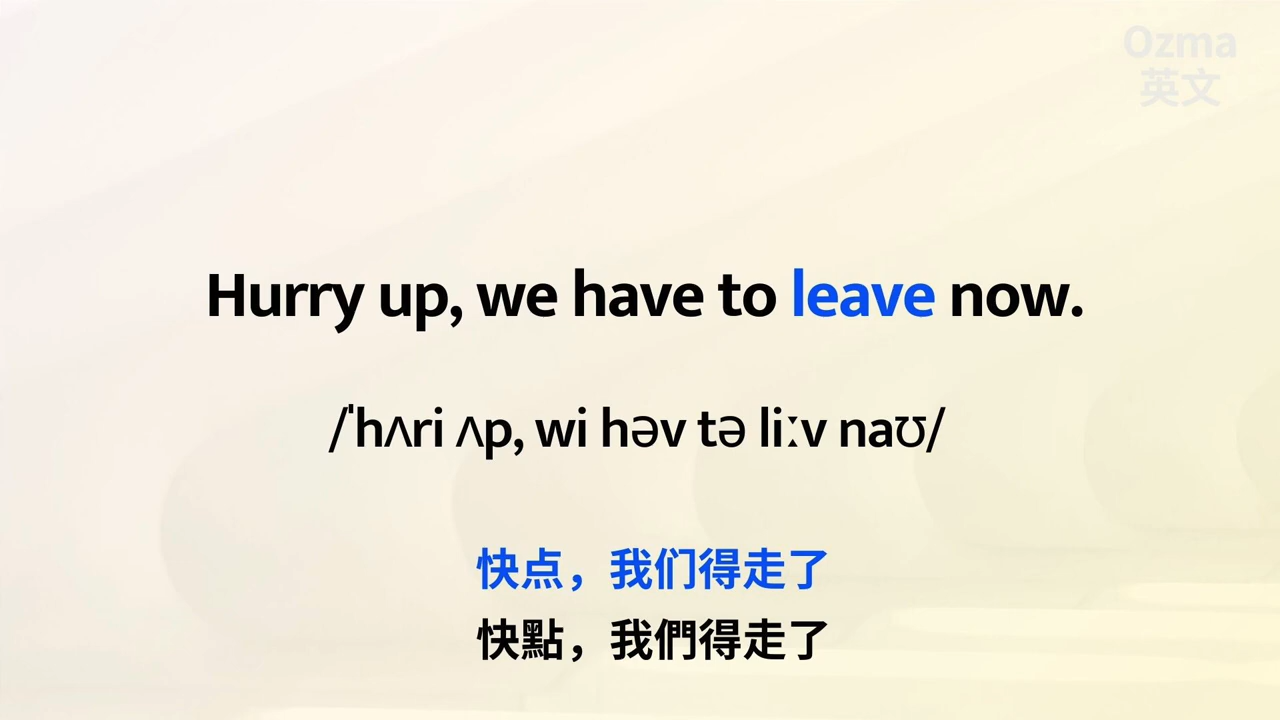 Ozma
英文
Hurry up, we have to leave now.
/ˈhʌri ʌp, wi həv tə liːv naʊ/
快点，我们得走了
快點，我們得走了